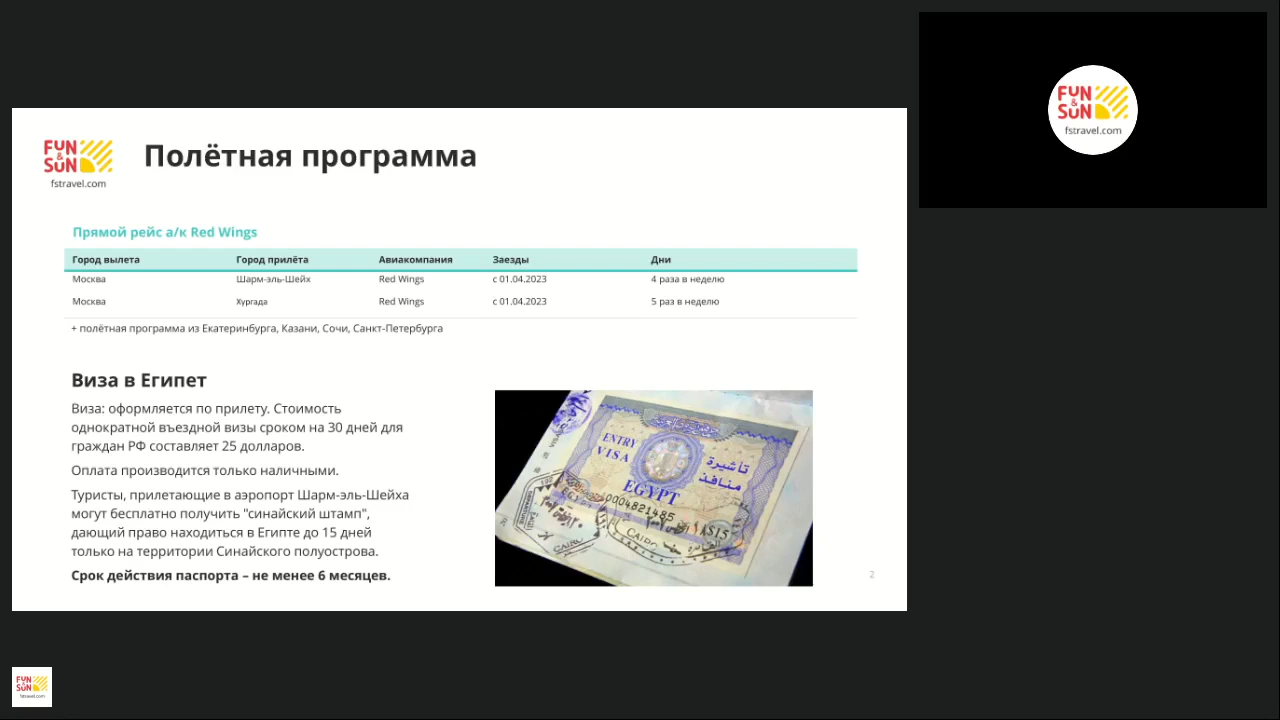 FUN
&
SUN
fstravel.com
Полётная программа
Прямой рейс а/к Red Wings
Город вылета Город прилёта Авиакомпания Заезды Дни
Москва Шарм-эль-Шейх Red Wings с 01.04.2023 4 раза в неделю
Москва Хургада Red Wings с 01.04.2023 5 раз в неделю
+ полётная программа из Екатеринбурга, Казани, Сочи, Санкт-Петербурга
Виза в Египет
Виза: оформляется по прилету. Стоимость
однократной въездной визы сроком на 30 дней для
граждан РФ составляет 25 долларов.
Оплата производится только наличными.
Туристы, прилетающие в аэропорт Шарм-эль-Шейха
могут бесплатно получить "синайский штамп",
дающий право находиться в Египте до 15 дней
только на территории Синайского полуострова.
Срок действия паспорта – не менее 6 месяцев.
ENTRY
VISA
تأشيرة
منافذ
EGYPT
0004821485
CAIRO
CAIRO
2
FUN
&
SUN
fstravel.com
FUN
&
SUN
fstravel.com